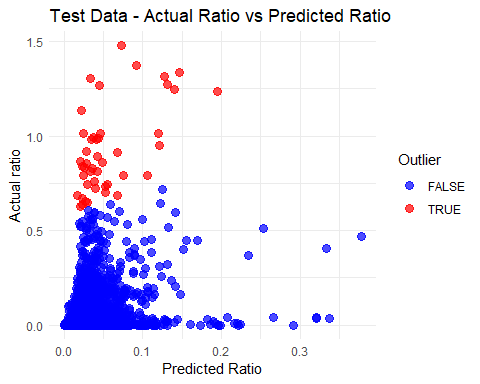 Test Data - Actual Ratio vs Predicted Ratio
1.5
1.0
0.5
0.0
Actual ratio
0.0 0.1 0.2 0.3
Predicted Ratio
Outlier
FALSE
TRUE